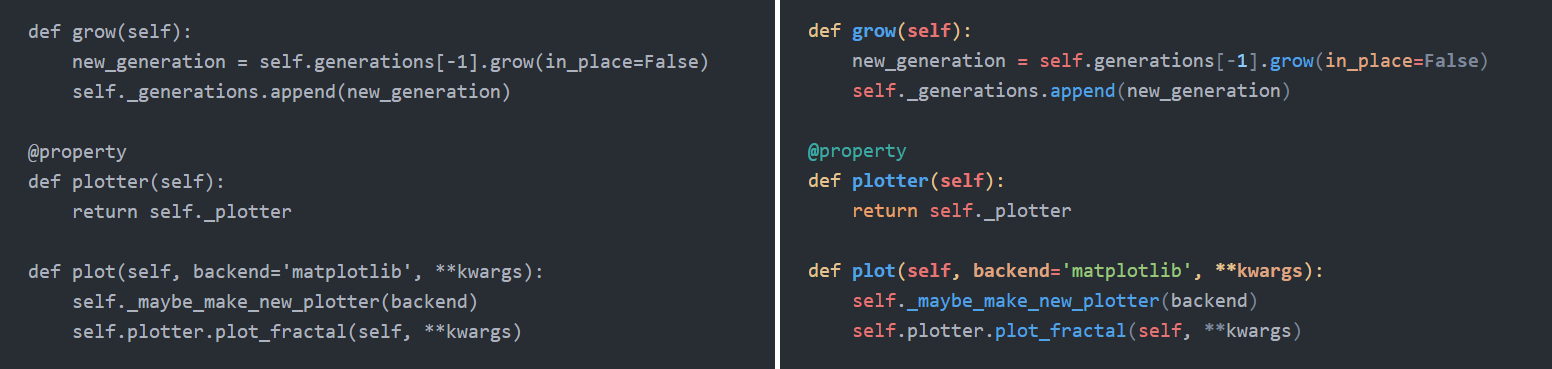 def grow(self):
    new_generation = self.generations[-1].grow(in_place=False)
    self._generations.append(new_generation)

@property
def plotter(self):
    return self._plotter

def plot(self, backend='matplotlib', **kwargs):
    self._maybe_make_new_plotter(backend)
    self.plotter.plot_fractal(self, **kwargs)

def grow(self):
    new_generation = self.generations[-1].grow(in_place=False)
    self._generations.append(new_generation)

@property
def plotter(self):
    return self._plotter

def plot(self, backend='matplotlib', **kwargs):
    self._maybe_make_new_plotter(backend)
    self.plotter.plot_fractal(self, **kwargs)